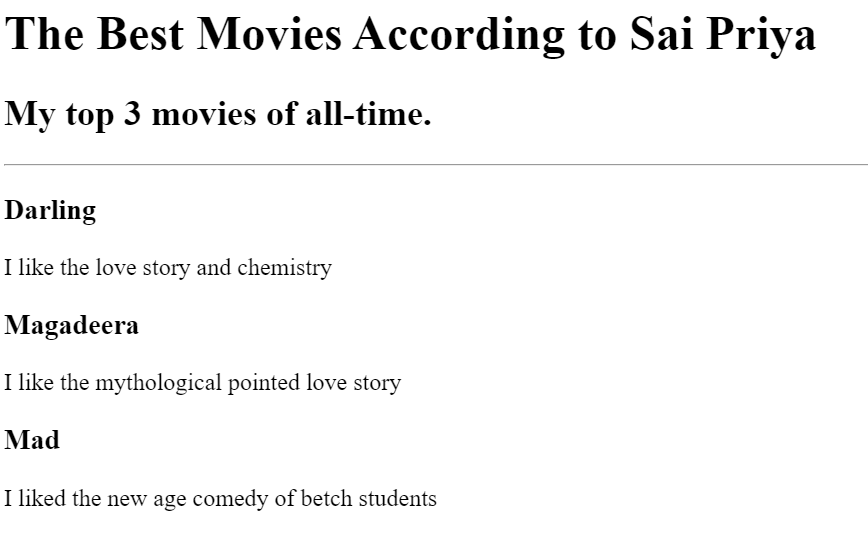 The Best Movies According to Sai Priya
My top 3 movies of all-time.
Darling
I like the love story and chemistry
Magadeera
I like the mythological pointed love story
Mad
I liked the new age comedy of betch students